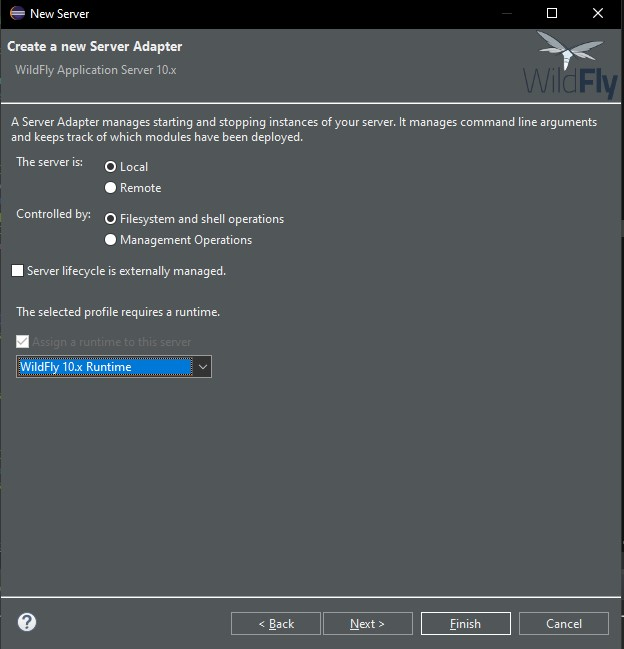 New Server
Create a new Server Adapter
WildFly Application Server 10.x
WildFly
A Server Adapter manages starting and stopping instances of your server. It manages command line arguments
and keeps track of which modules have been deployed.
The server is:
Local
Remote
Controlled by:
Filesystem and shell operations
Management Operations
Server lifecycle is externally managed.
The selected profile requires a runtime.
Assign a runtime to this server
WildFly 10.x Runtime
?
< Back
Next >
Finish
Cancel